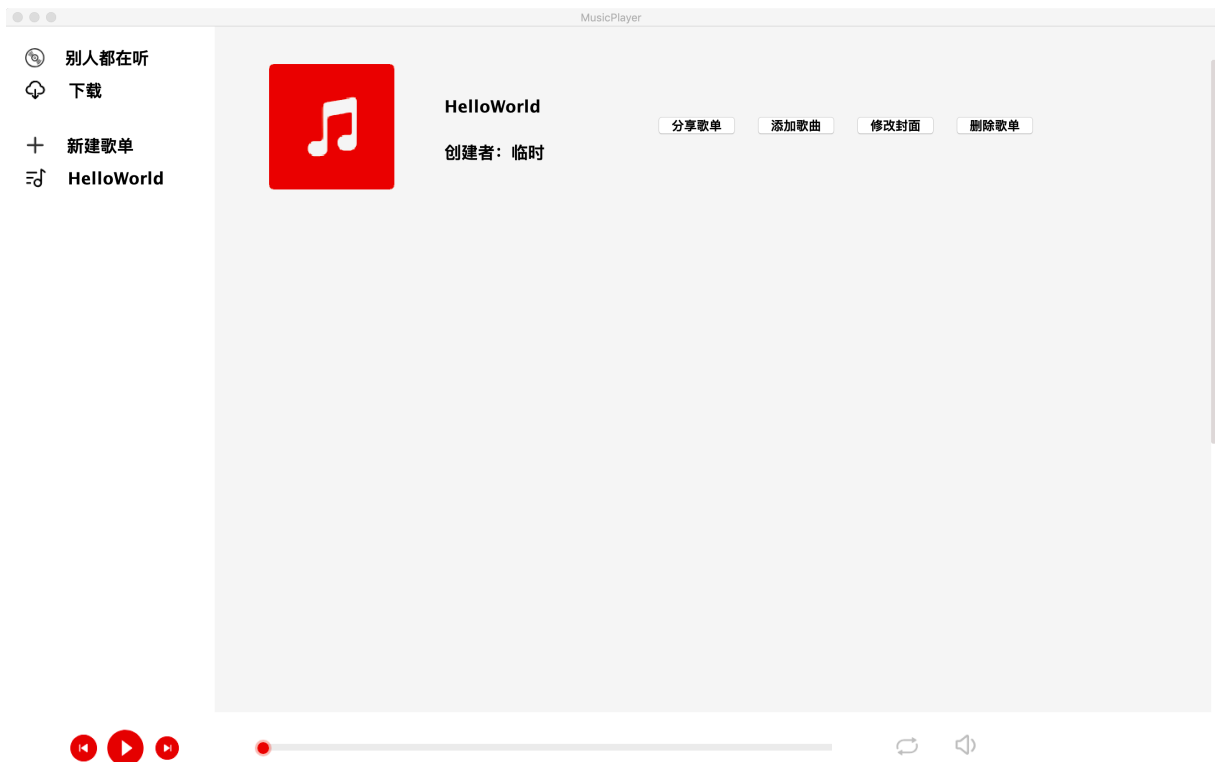 MusicPlayer
别人都在听
下载
新建歌单
HelloWorld
HelloWorld
创建者：临时
分享歌单
添加歌曲
修改封面
删除歌单